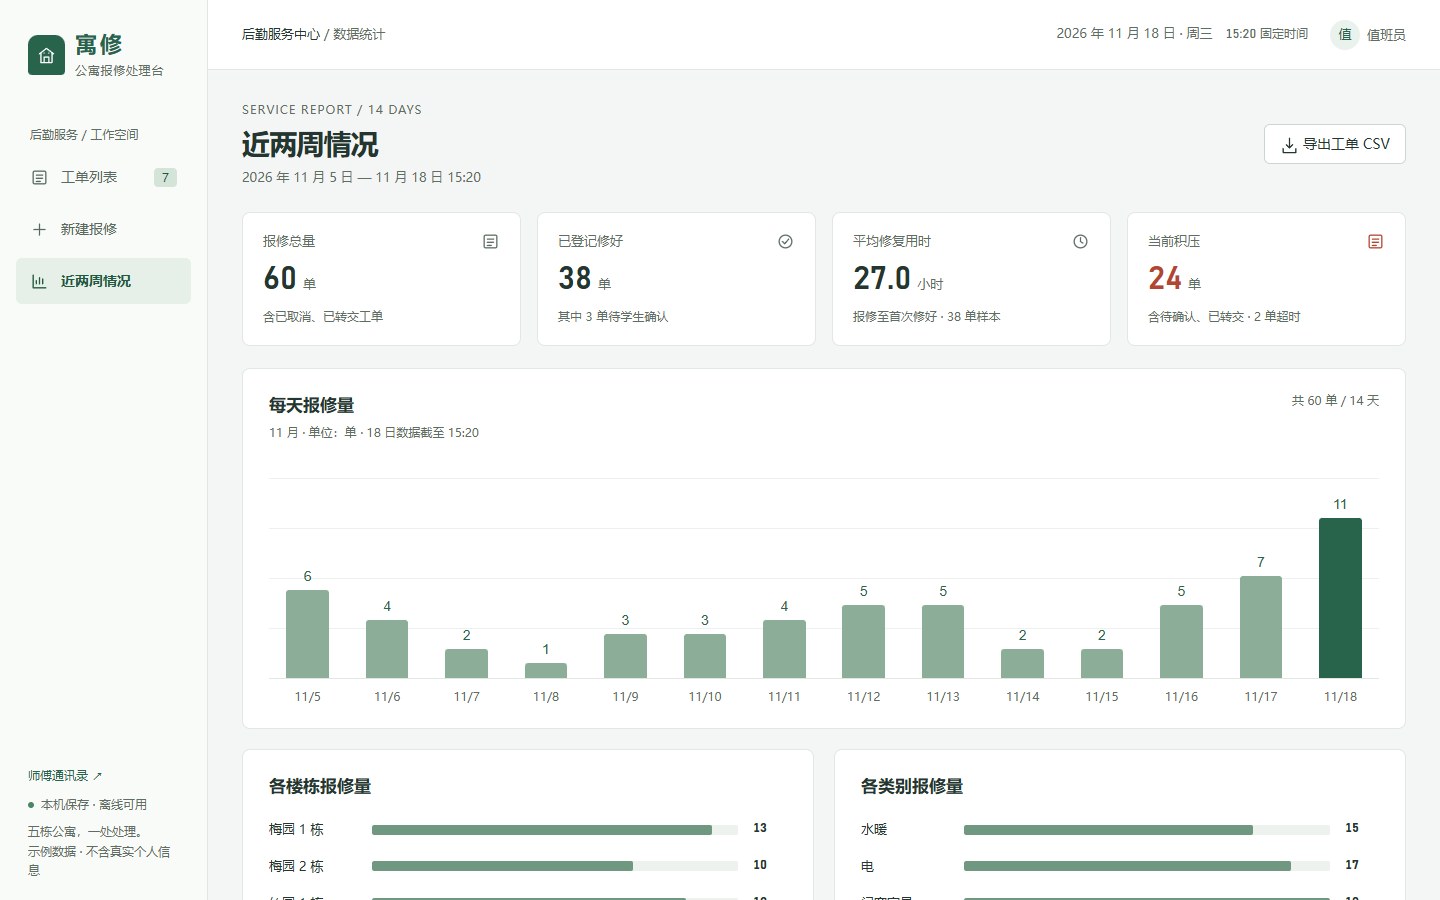 寓修
公寓报修处理台
后勤服务中心 / 数据统计
2026 年 11 月 18 日 · 周三
15:20 固定时间
值
值班员
后勤服务 / 工作空间
工单列表
7
新建报修
近两周情况
SERVICE REPORT / 14 DAYS
近两周情况
2026 年 11 月 5 日 — 11 月 18 日 15:20
导出工单 CSV
报修总量
60 单
含已取消、已转交工单
已登记修好
38 单
其中 3 单待学生确认
平均修复用时
27.0 小时
报修至首次修好 · 38 单样本
当前积压
24 单
含待确认、已转交 · 2 单超时
每天报修量
11 月 · 单位：单 · 18 日数据截至 15:20
共 60 单 / 14 天
6
4
2
1
3
3
4
5
5
2
2
5
7
11
11/5
11/6
11/7
11/8
11/9
11/10
11/11
11/12
11/13
11/14
11/15
11/16
11/17
11/18
各楼栋报修量
梅园 1 栋 13
梅园 2 栋 10
各类别报修量
水暖 15
电 17
师傅通讯录 ↗
本机保存 · 离线可用
五栋公寓，一处处理。
示例数据 · 不含真实个人信
息